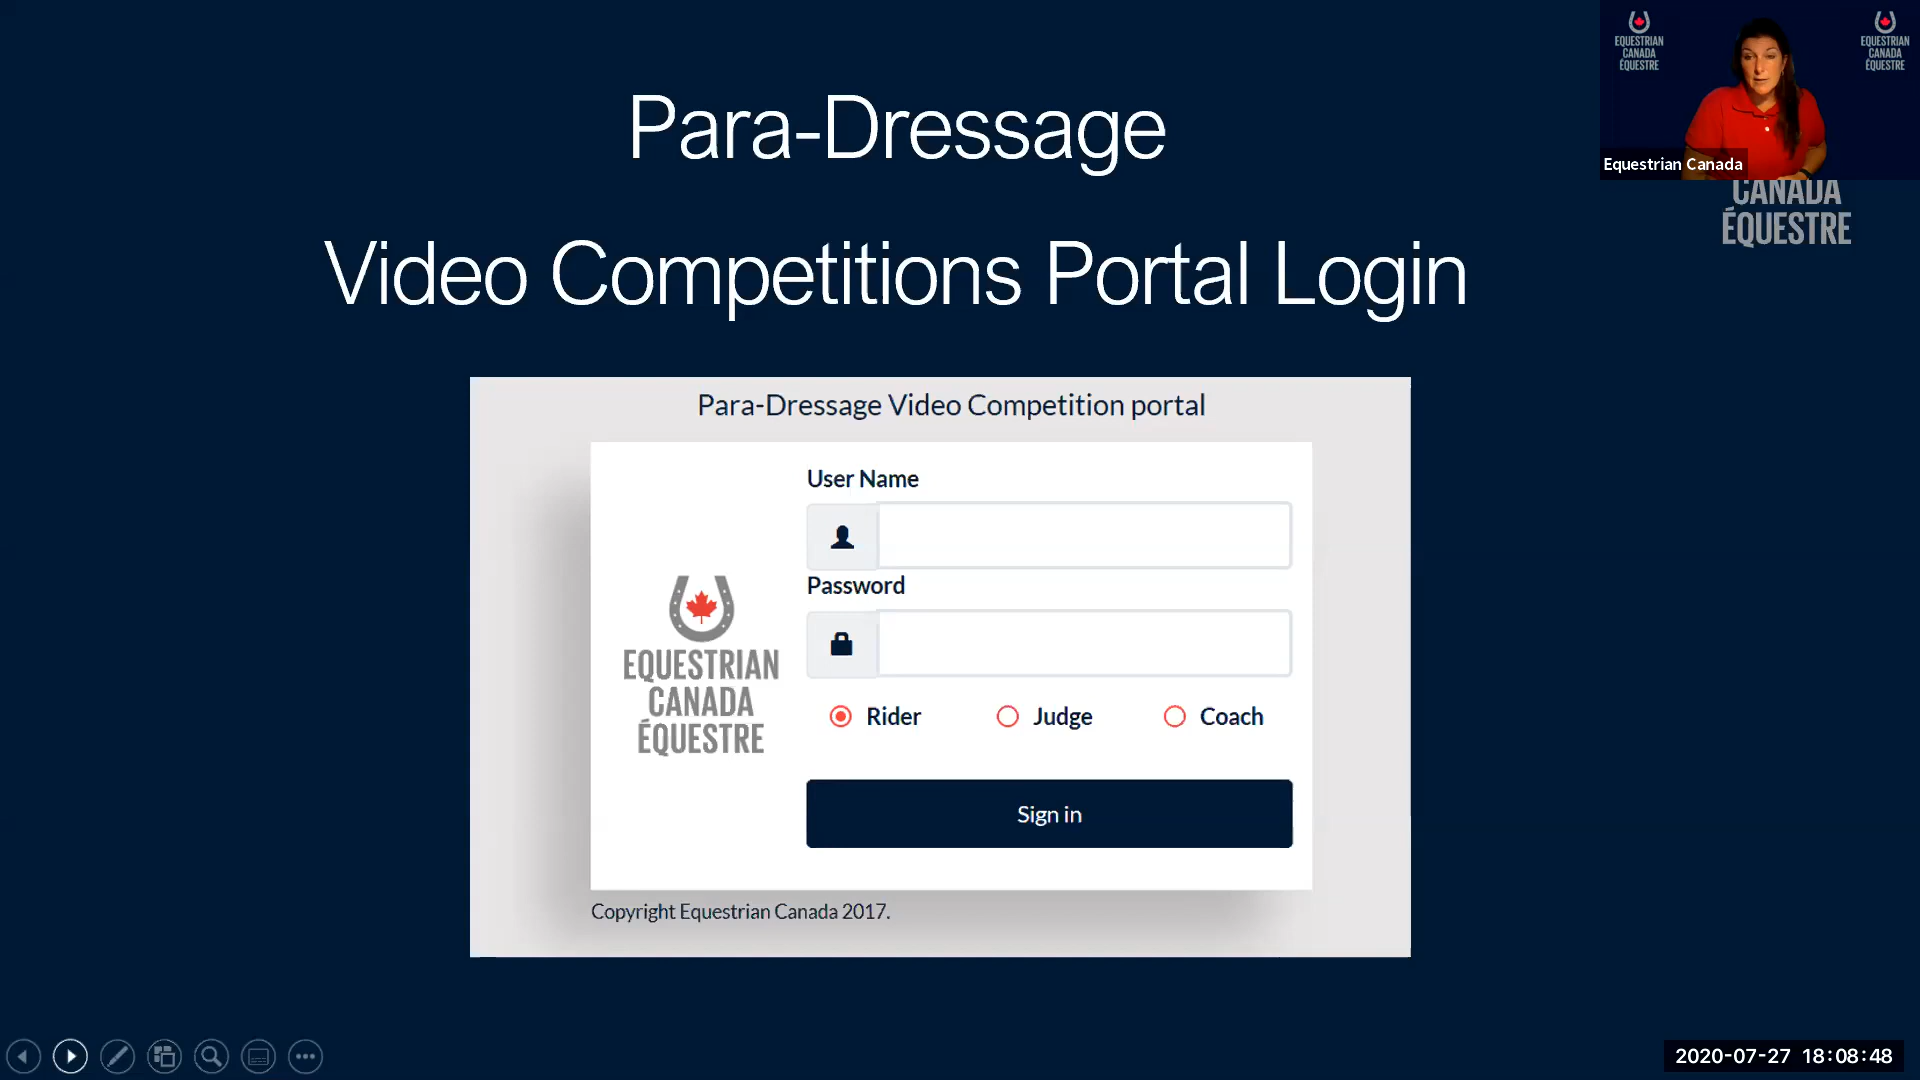 Para-Dressage
Video Competitions Portal Login
EQUESTRIAN
CANADA
ÉQUESTRE
EQUESTRIAN
CANADA
ÉQUESTRE
Equestrian Canada
CANADA
ÉQUESTRE
Para-Dressage Video Competition portal
User Name
Password
EQUESTRIAN
CANADA
ÉQUESTRE
Rider Judge Coach
Sign in
Copyright Equestrian Canada 2017.
2020-07-27 18:08:48